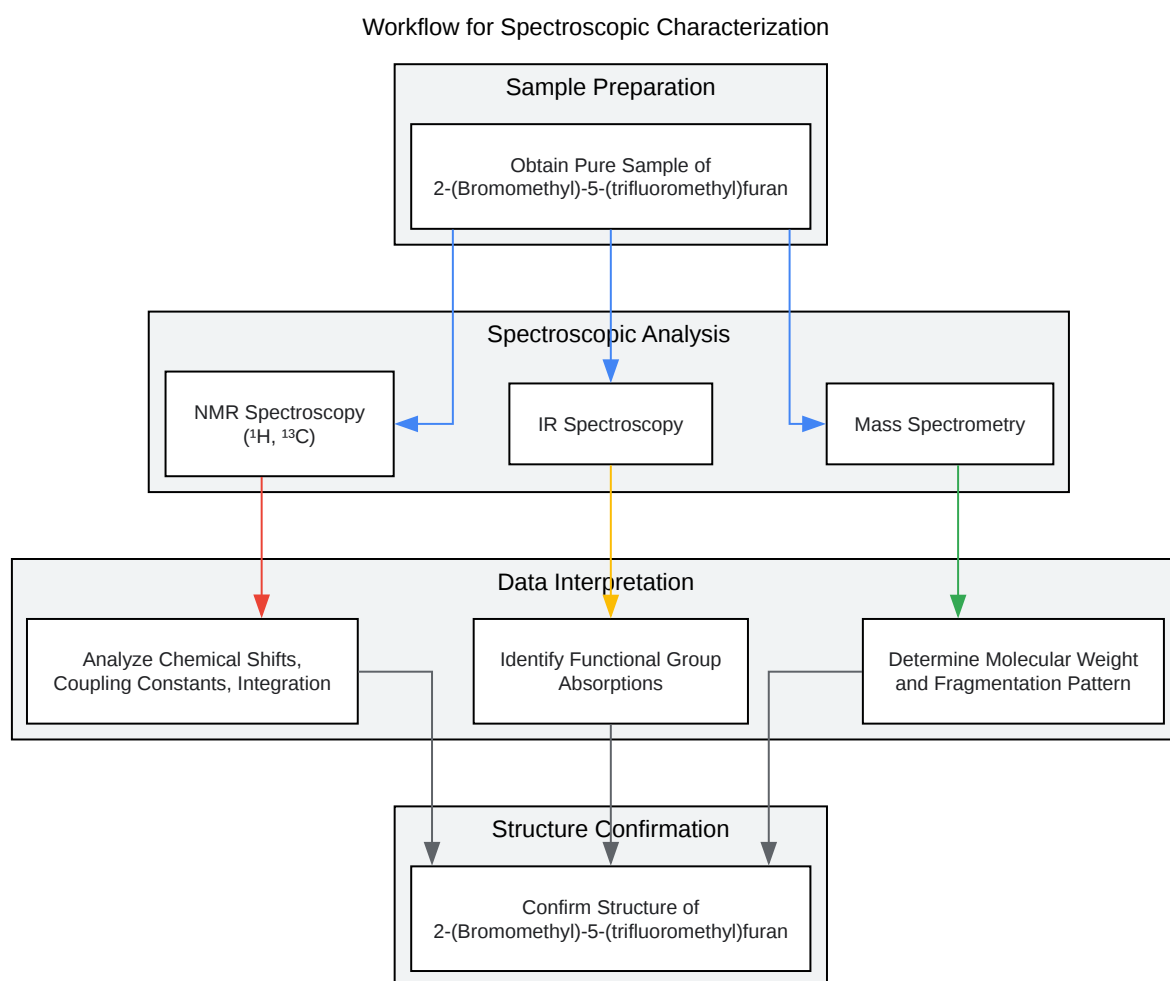 Workflow for Spectroscopic Characterization
Sample Preparation
Obtain Pure Sample of
2-(Bromomethyl)-5-(trifluoromethyl)furan
Spectroscopic Analysis
NMR Spectroscopy
(¹H, ¹³C)
IR Spectroscopy
Mass Spectrometry
Data Interpretation
Analyze Chemical Shifts,
Coupling Constants, Integration
Identify Functional Group
Absorptions
Determine Molecular Weight
and Fragmentation Pattern
Structure Confirmation
Confirm Structure of
2-(Bromomethyl)-5-(trifluoromethyl)furan